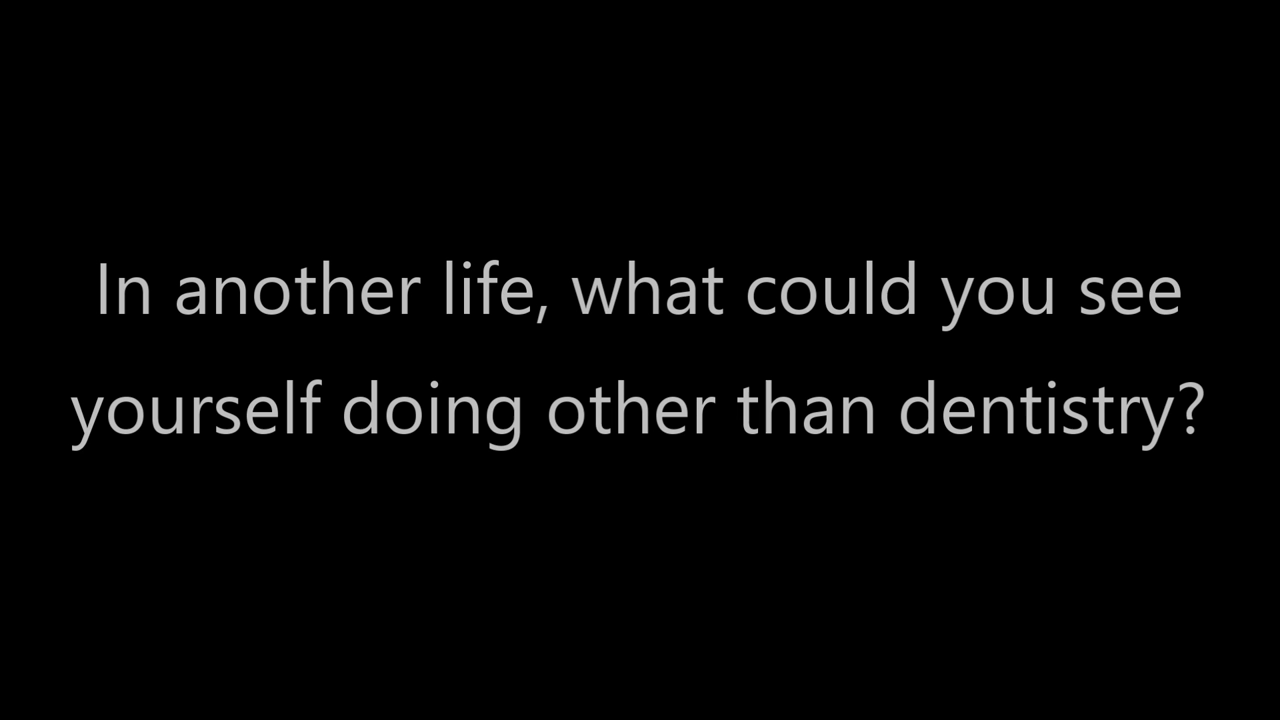 In another life, what could you see
yourself doing other than dentistry?